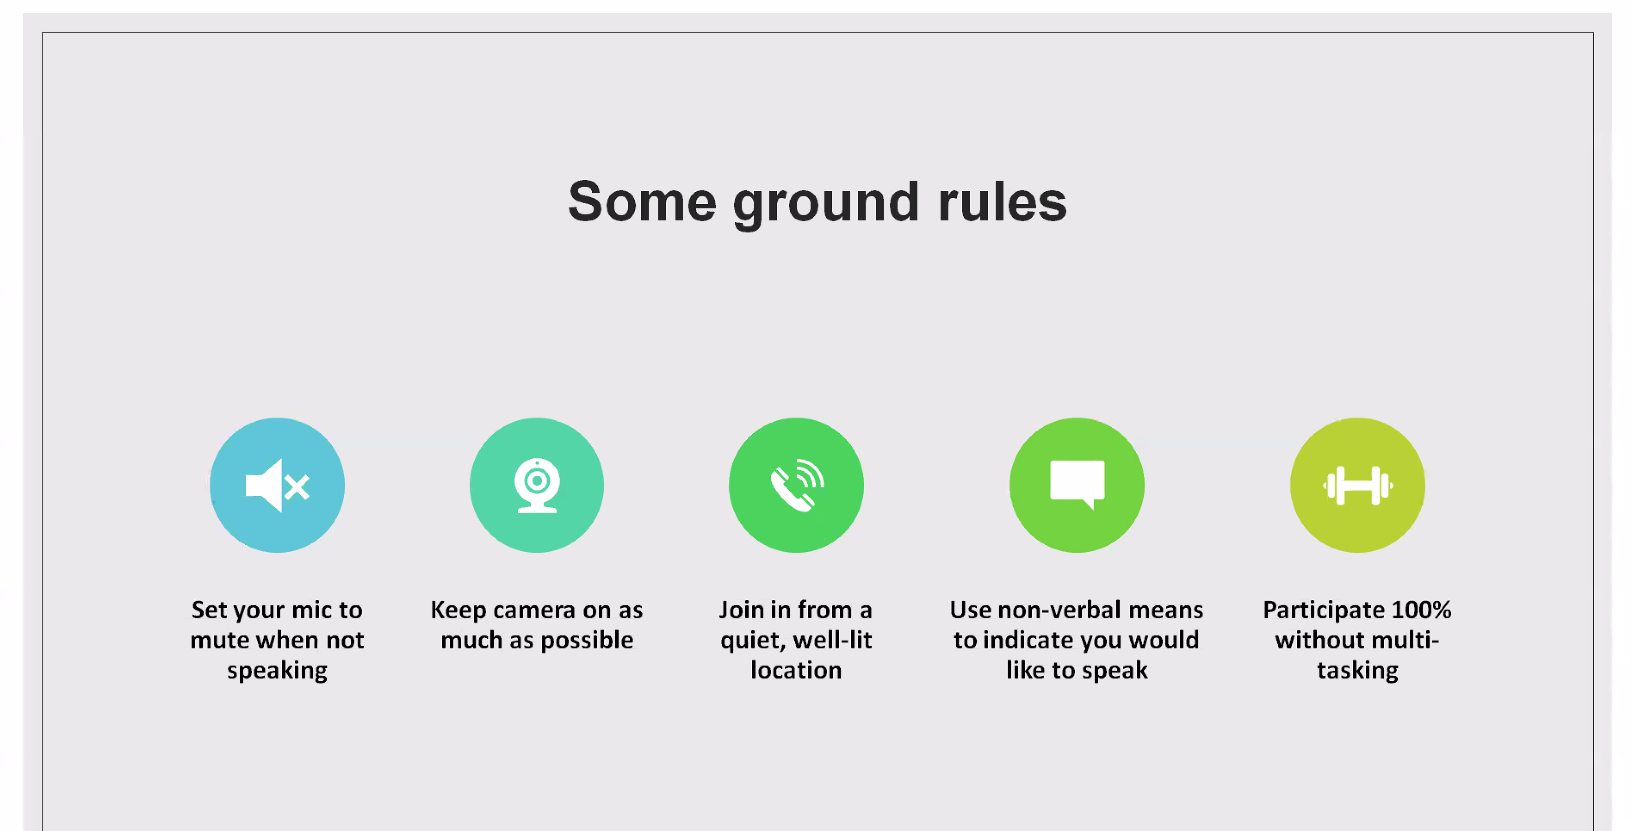 Some ground rules
Set your mic to
mute when not
speaking
Keep camera on as
much as possible
Join in from a
quiet, well-lit
location
Use non-verbal means
to indicate you would
like to speak
Participate 100%
without multi-
tasking